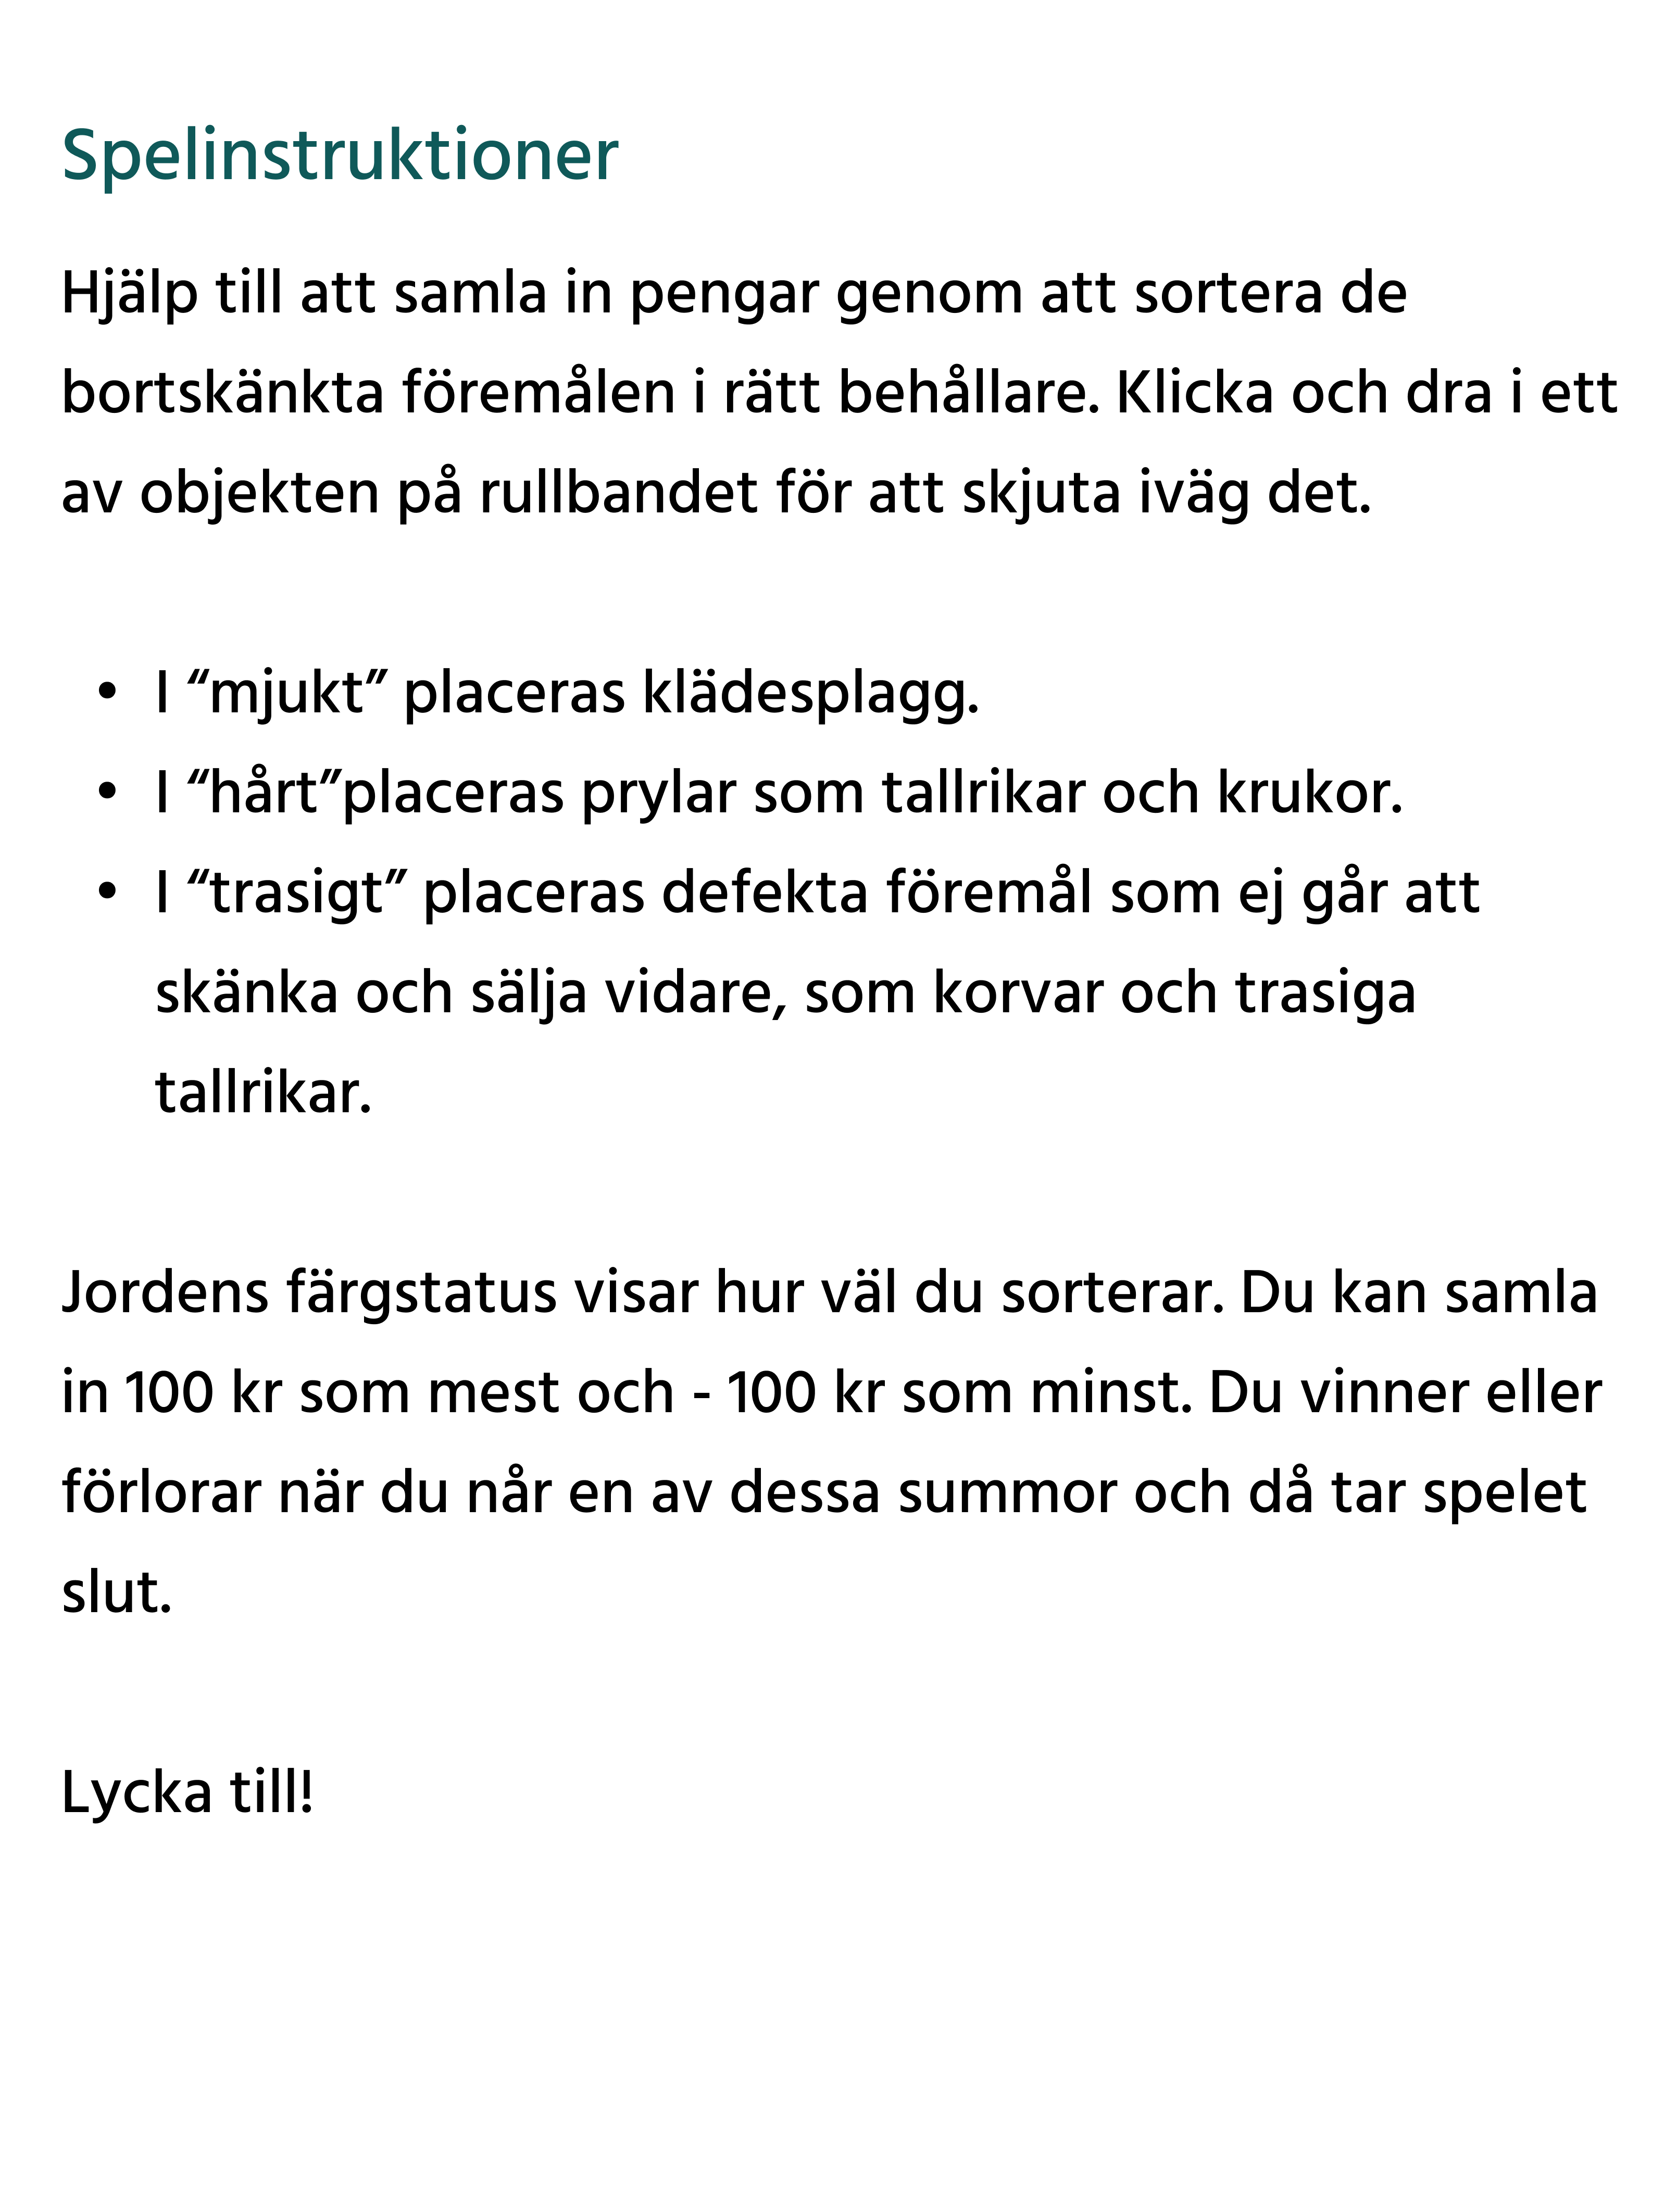 Spelinstruktioner
Hjälp till att samla in pengar genom att sortera de
bortskänkta föremålen i rätt behållare. Klicka och dra i ett
av objekten på rullbandet för att skjuta iväg det.
• I “mjukt” placeras klädesplagg.
• I “hårt”placeras prylar som tallrikar och krukor.
• I “trasigt” placeras defekta föremål som ej går att
skänka och sälja vidare, som korvar och trasiga
tallrikar.
Jordens färgstatus visar hur väl du sorterar. Du kan samla
in 100 kr som mest och - 100 kr som minst. Du vinner eller
förlorar när du når en av dessa summor och då tar spelet
slut.
Lycka till!